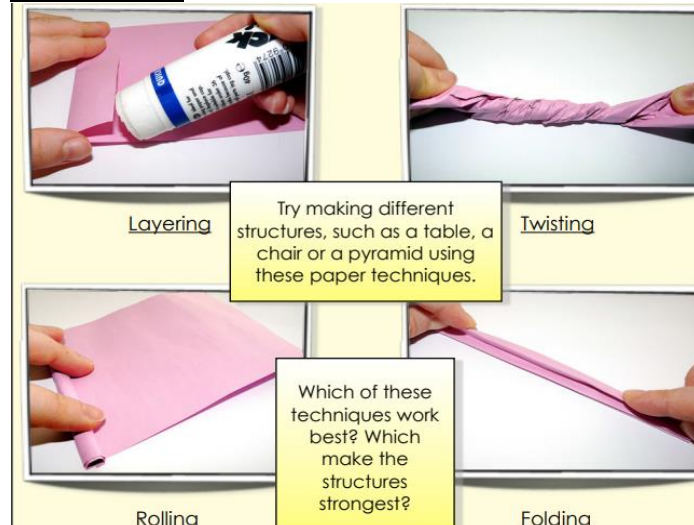 Layering
Try making different
structures, such as a table, a
chair or a pyramid using
these paper techniques.
Twisting
Which of these
techniques work
best? Which
make the
structures
strongest?
Rolling
Folding